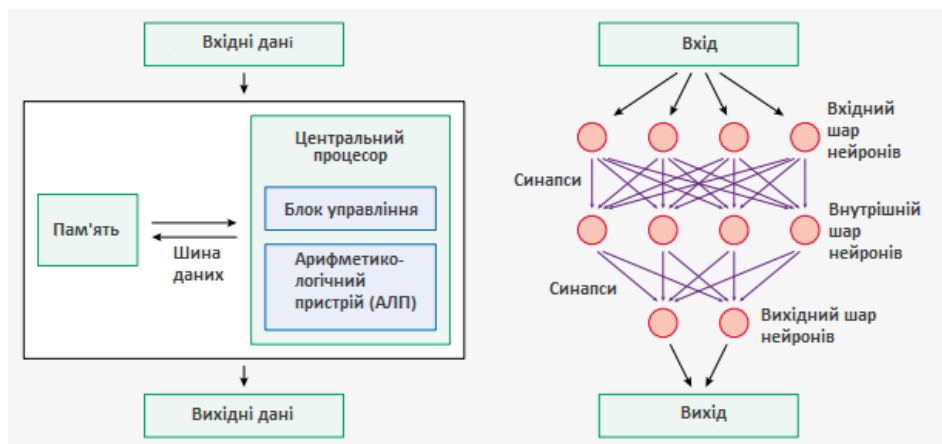 Вхідні дані
Центральний
процесор
Блок управління
Пам'ять
Шина
даних
Арифметико-
логічний
пристрій (АЛП)
Вихідні дані
Вхід
Вхідний
шар
нейронів
Синапси
Внутрішній
шар
нейронів
Синапси
Вихідний шар
нейронів
Вихід